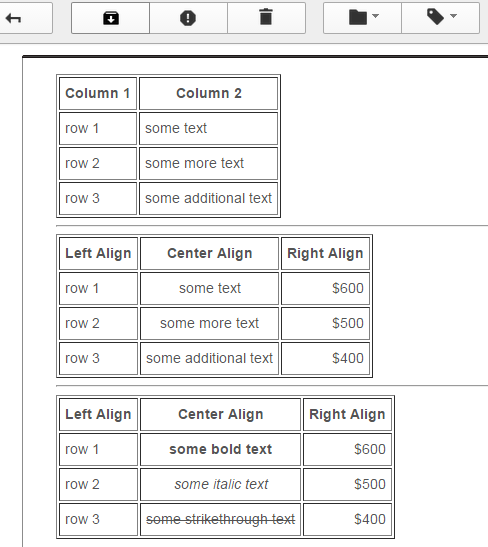 Column 1 Column 2
row 1 some text
row 2 some more text
row 3 some additional text
Left Align Center Align Right Align
row 1 some text $600
row 2 some more text $500
row 3 some additional text $400
Left Align Center Align Right Align
row 1 some bold text $600
row 2 some italic text $500
row 3 some strikethrough text $400